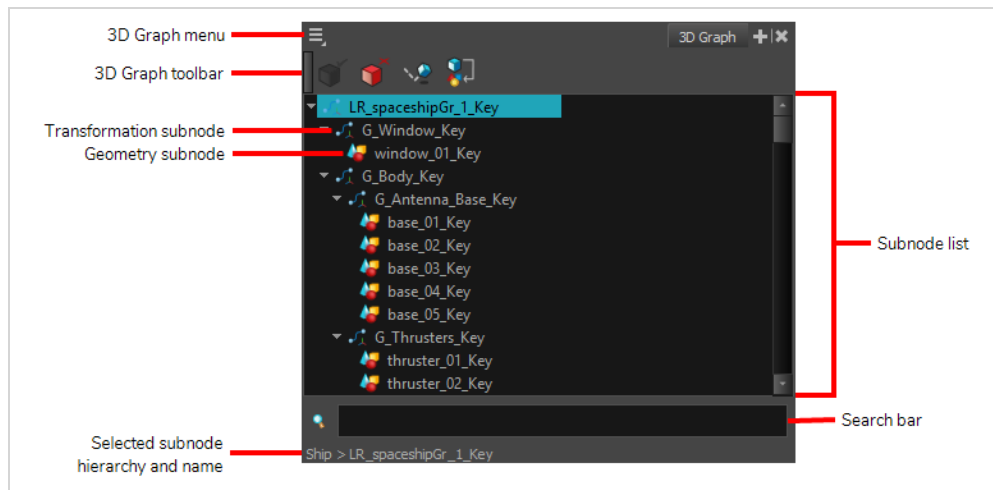 3D Graph menu
3D Graph
3D Graph toolbar
LR_spaceshipGr_1_Key
Transformation subnode
G_Window_Key
Geometry subnode
window_01_Key
G_Body_Key
G_Antenna_Base_Key
base_01_Key
base_02_Key
Subnode list
base_03_Key
base_04_Key
base_05_Key
G_Thrusters_Key
thruster_01_Key
thruster_02_Key
Search bar
Selected subnode
hierarchy and name
Ship > LR_spaceshipGr_1_Key